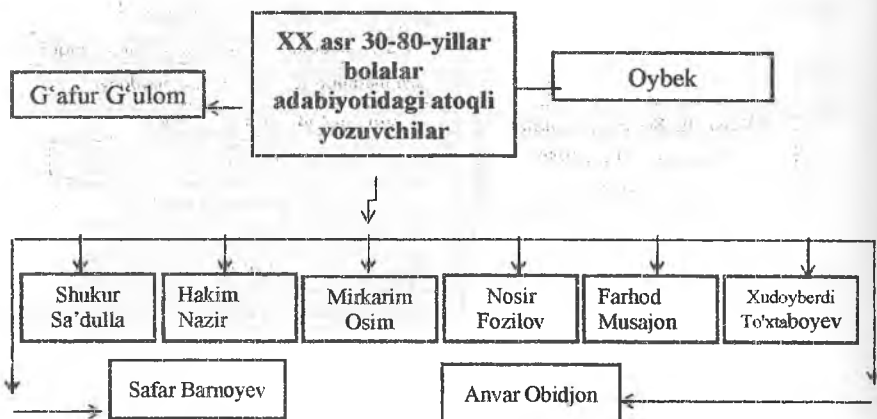 XX asr 30-80-yillar
bolalar
adabiyotidagi atoqli
yozuvchilar
G‘afur G‘ulom
Oybek
Shukur
Sa’dulla
Hakim
Nazir
Mirkarim
Osim
Nosir
Fozilov
Farhod
Musajon
Xudoyberdi
To'xtaboyev
Safar Barnoyev
Anvar Obidjon